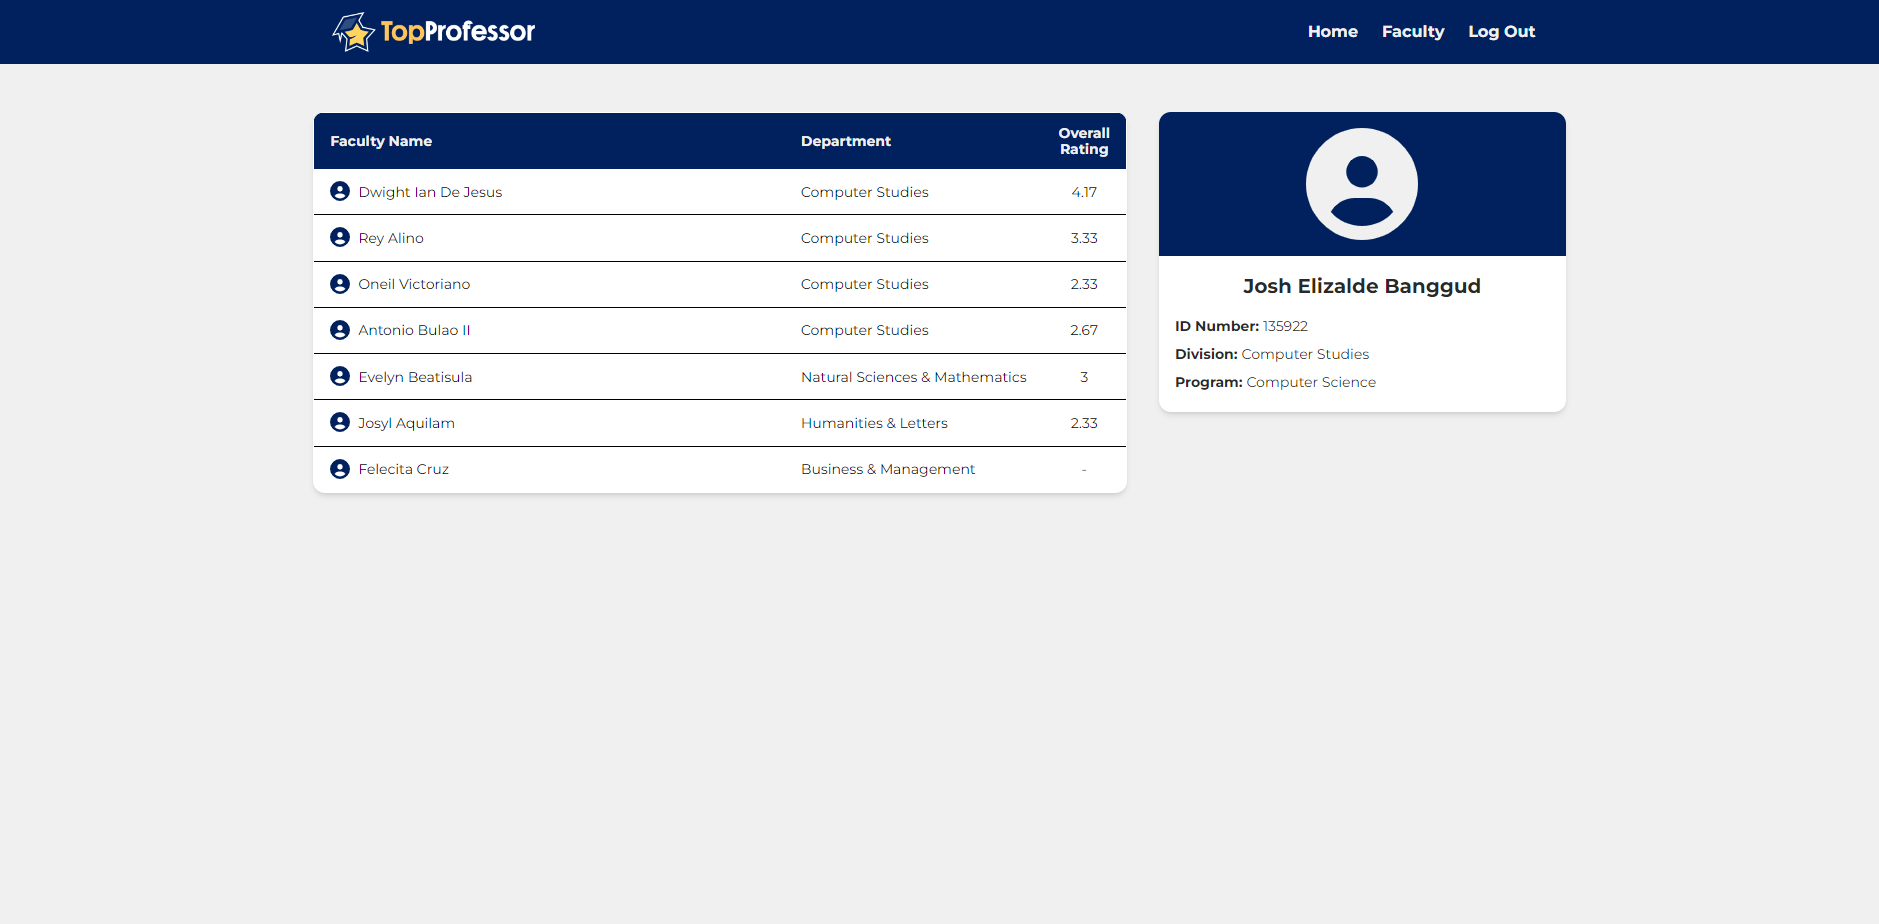 TopProfessor
Home Faculty Log Out
Faculty Name Department Overall Rating
Dwight Ian De Jesus Computer Studies 4.17
Rey Alino Computer Studies 3.33
Oneil Victoriano Computer Studies 2.33
Antonio Bulao II Computer Studies 2.67
Evelyn Beatisula Natural Sciences & Mathematics 3
Josyl Aquilam Humanities & Letters 2.33
Felecita Cruz Business & Management -
Josh Elizalde Banggud
ID Number: 135922
Division: Computer Studies
Program: Computer Science